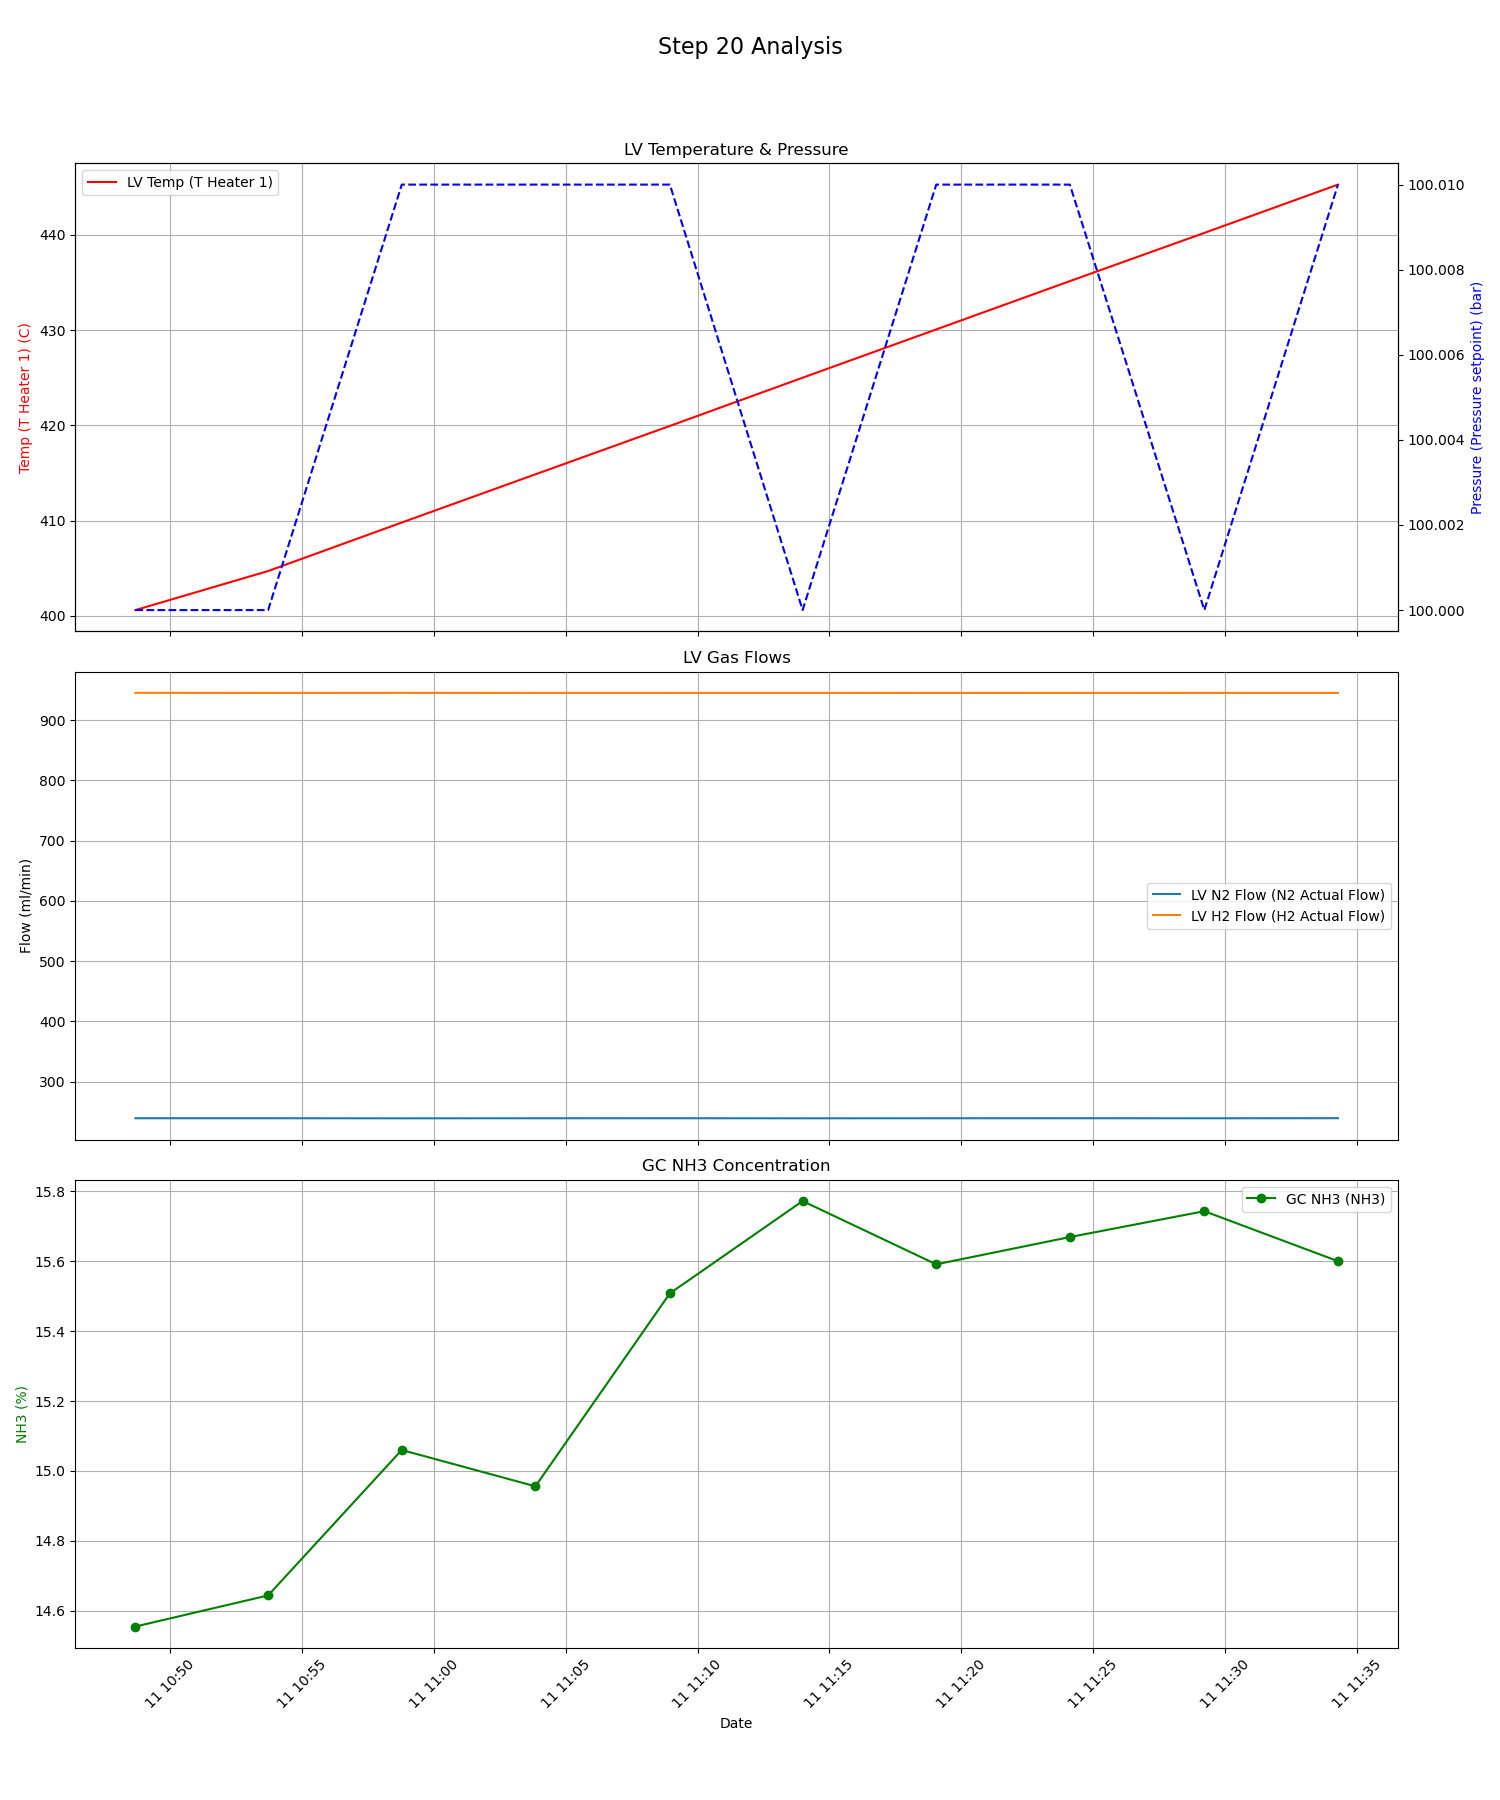 Step 20 Analysis
LV Temperature & Pressure
LV Temp (T Heater 1)
Temp (T Heater 1) (C)
440
430
420
410
400
100.010
100.008
100.006
100.004
100.002
100.000
Pressure (Pressure setpoint) (bar)
LV Gas Flows
Flow (ml/min)
900
800
700
600
500
400
300
LV N2 Flow (N2 Actual Flow)
LV H2 Flow (H2 Actual Flow)
GC NH3 Concentration
GC NH3 (NH3)
NH3 (%)
15.8
15.6
15.4
15.2
15.0
14.8
14.6
11 10:50
11 10:55
11 11:00
11 11:05
11 11:10
11 11:15
11 11:20
11 11:25
11 11:30
11 11:35
Date